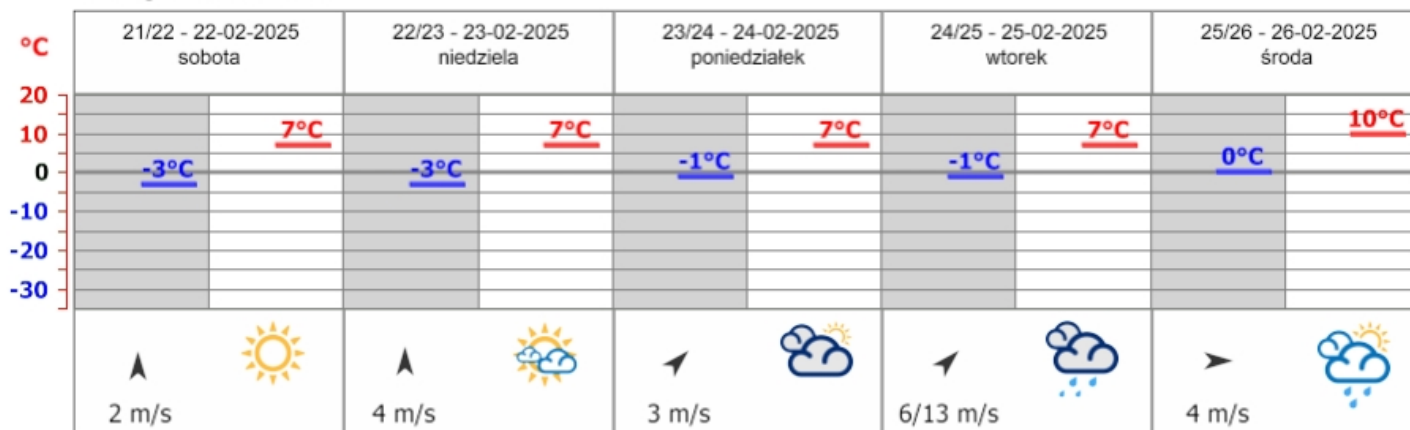 21/22 - 22-02-2025
sobota
22/23 - 23-02-2025
niedziela
23/24 - 24-02-2025
poniedziałek
24/25 - 25-02-2025
wtorek
25/26 - 26-02-2025
środa
°C
20
10
0
-10
-20
-30
-3°C
7°C
-3°C
7°C
-1°C
7°C
-1°C
7°C
0°C
10°C
2 m/s
4 m/s
3 m/s
6/13 m/s
4 m/s